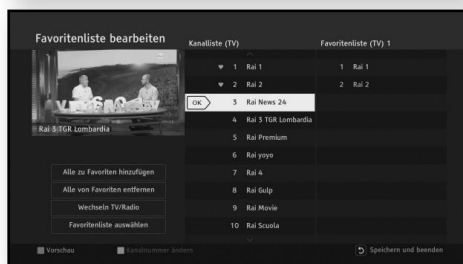 Favoritenliste bearbeiten
Rai 3 TGR Lombardia
Alle zu Favoriten hinzufügen
Alle von Favoriten entfernen
Wechseln TV/Radio
Favoritenliste auswählen
Kanalliste (TV)
1 Rai 1
2 Rai 2
OK 3 Rai News 24
4 Rai 3 TGR Lombardia
5 Rai Premium
6 Rai yoyo
7 Rai 4
8 Rai Gulp
9 Rai Movie
10 Rai Scuola
Favoritenliste (TV) 1
1 Rai 1
2 Rai 2
Vorschau
Kanalnummer ändern
Speichern und beenden